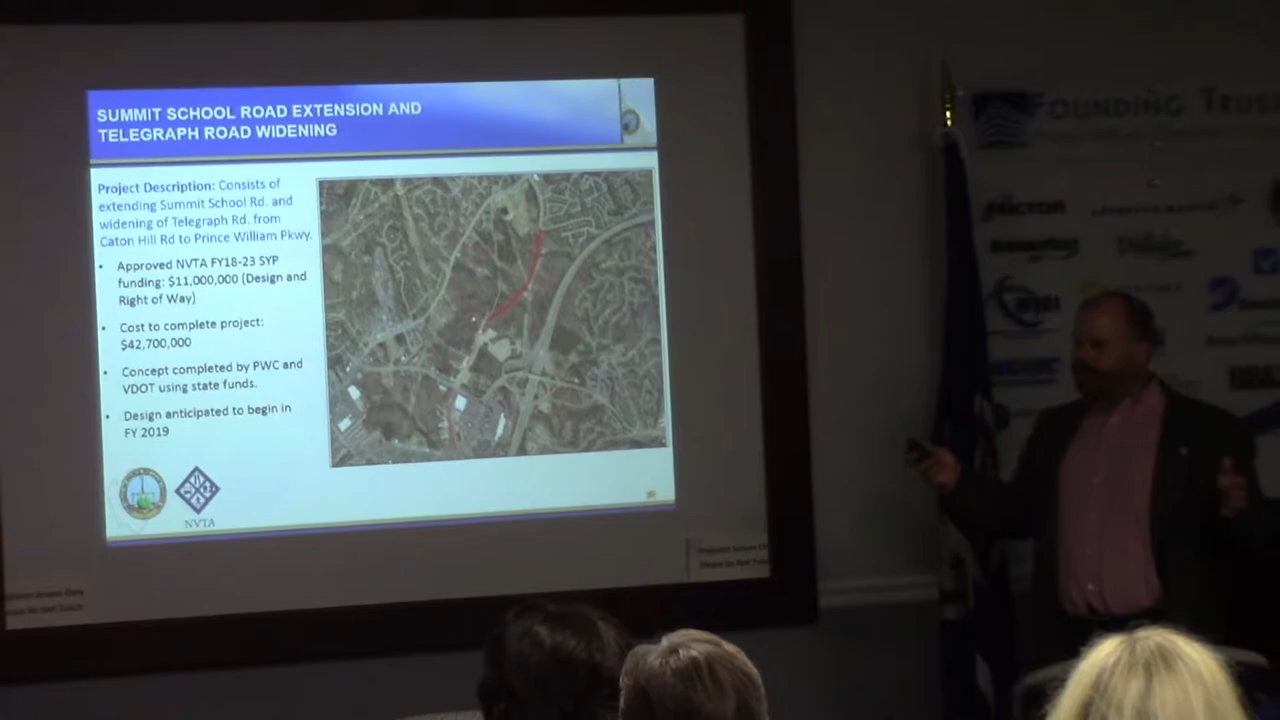 SUMMIT SCHOOL ROAD EXTENSION AND
TELEGRAPH ROAD WIDENING
Project Description: Consists of
extending Summit School Rd. and
widening of Telegraph Rd. from
Caton Hill Rd to Prince William Pkwy.
• Approved NVTA FY18-23 SYP
funding: $11,000,000 (Design and
Right of Way)
• Cost to complete project:
$42,700,000
• Concept completed by PWC and
VDOT using state funds.
• Design anticipated to begin in
FY 2019
NVTA
FOUNDING TRUST
Micron